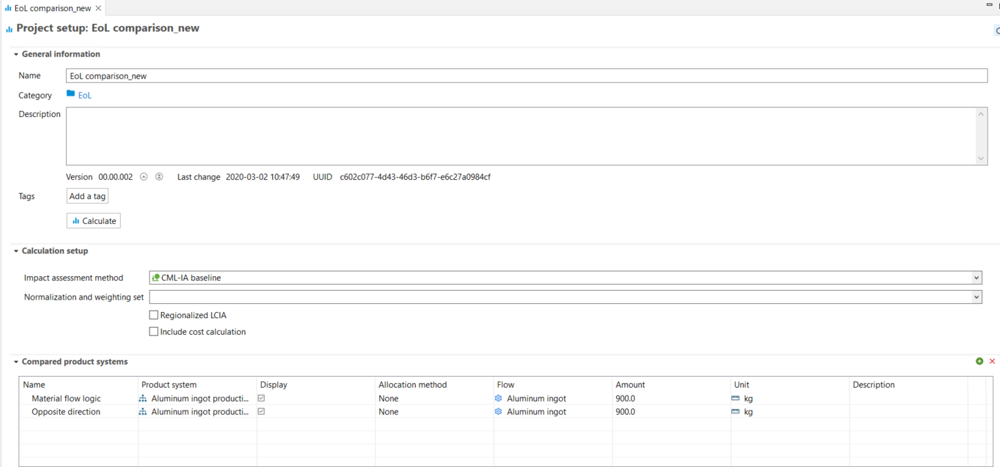 EoL comparison_new
Project setup: EoL comparison_new
General information
Name EoL comparison_new
Category EoL
Description
Version 00.00.002 Last change 2020-03-02 10:47:49 UUID c602c077-4d43-46d3-b6f7-e6c27a0984cf
Tags Add a tag
Calculate
Calculation setup
Impact assessment method CML-IA baseline
Normalization and weighting set
Regionalized LCIA
Include cost calculation
Compared product systems
Name Product system Display Allocation method Flow Amount Unit Description
Material flow logic Aluminum ingot producti... None Aluminum ingot 900.0 kg
Opposite direction Aluminum ingot producti... None Aluminum ingot 900.0 kg